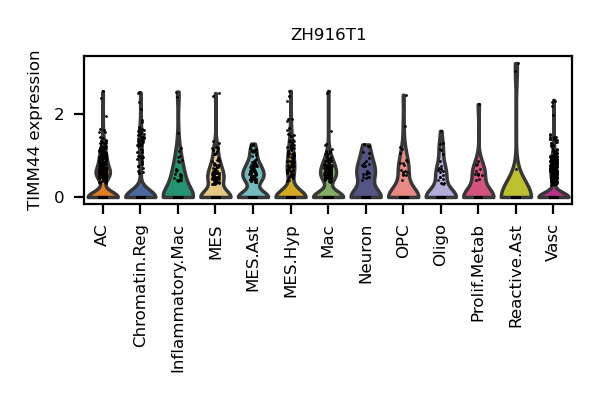 ZH916T1
TIMM44 expression
2
0
AC
Chromatin.Reg
Inflammatory.Mac
MES
MES.Ast
MES.Hyp
Mac
Neuron
OPC
Oligo
Prolif.Metab
Reactive.Ast
Vasc